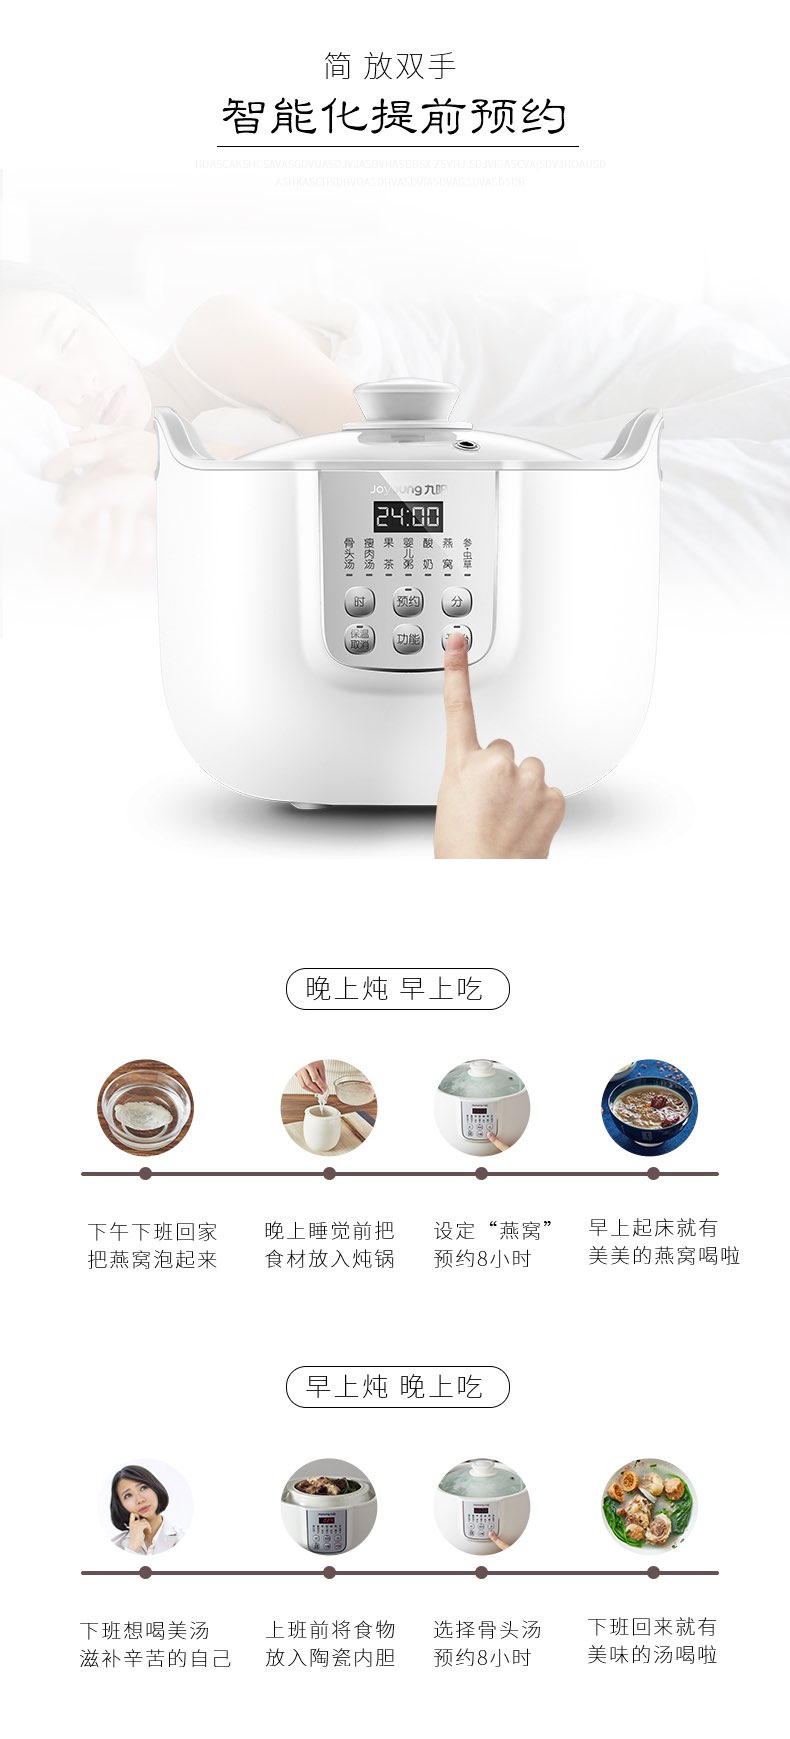 简 放双手
智能化提前预约
Joyoung 九阳
24:00
骨头汤 瘦肉汤 果茶 婴儿粥 酸奶 燕窝 参·虫草
时 预约 分
保温 取消 功能
晚上炖 早上吃
下午下班回家
把燕窝泡起来
晚上睡觉前把
食材放入炖锅
设定“燕窝”
预约8小时
早上起床就有
美美的燕窝喝啦
早上炖 晚上吃
下班想喝美汤
滋补辛苦的自己
上班前将食物
放入陶瓷内胆
选择骨头汤
预约8小时
下班回来就有
美味的汤喝啦